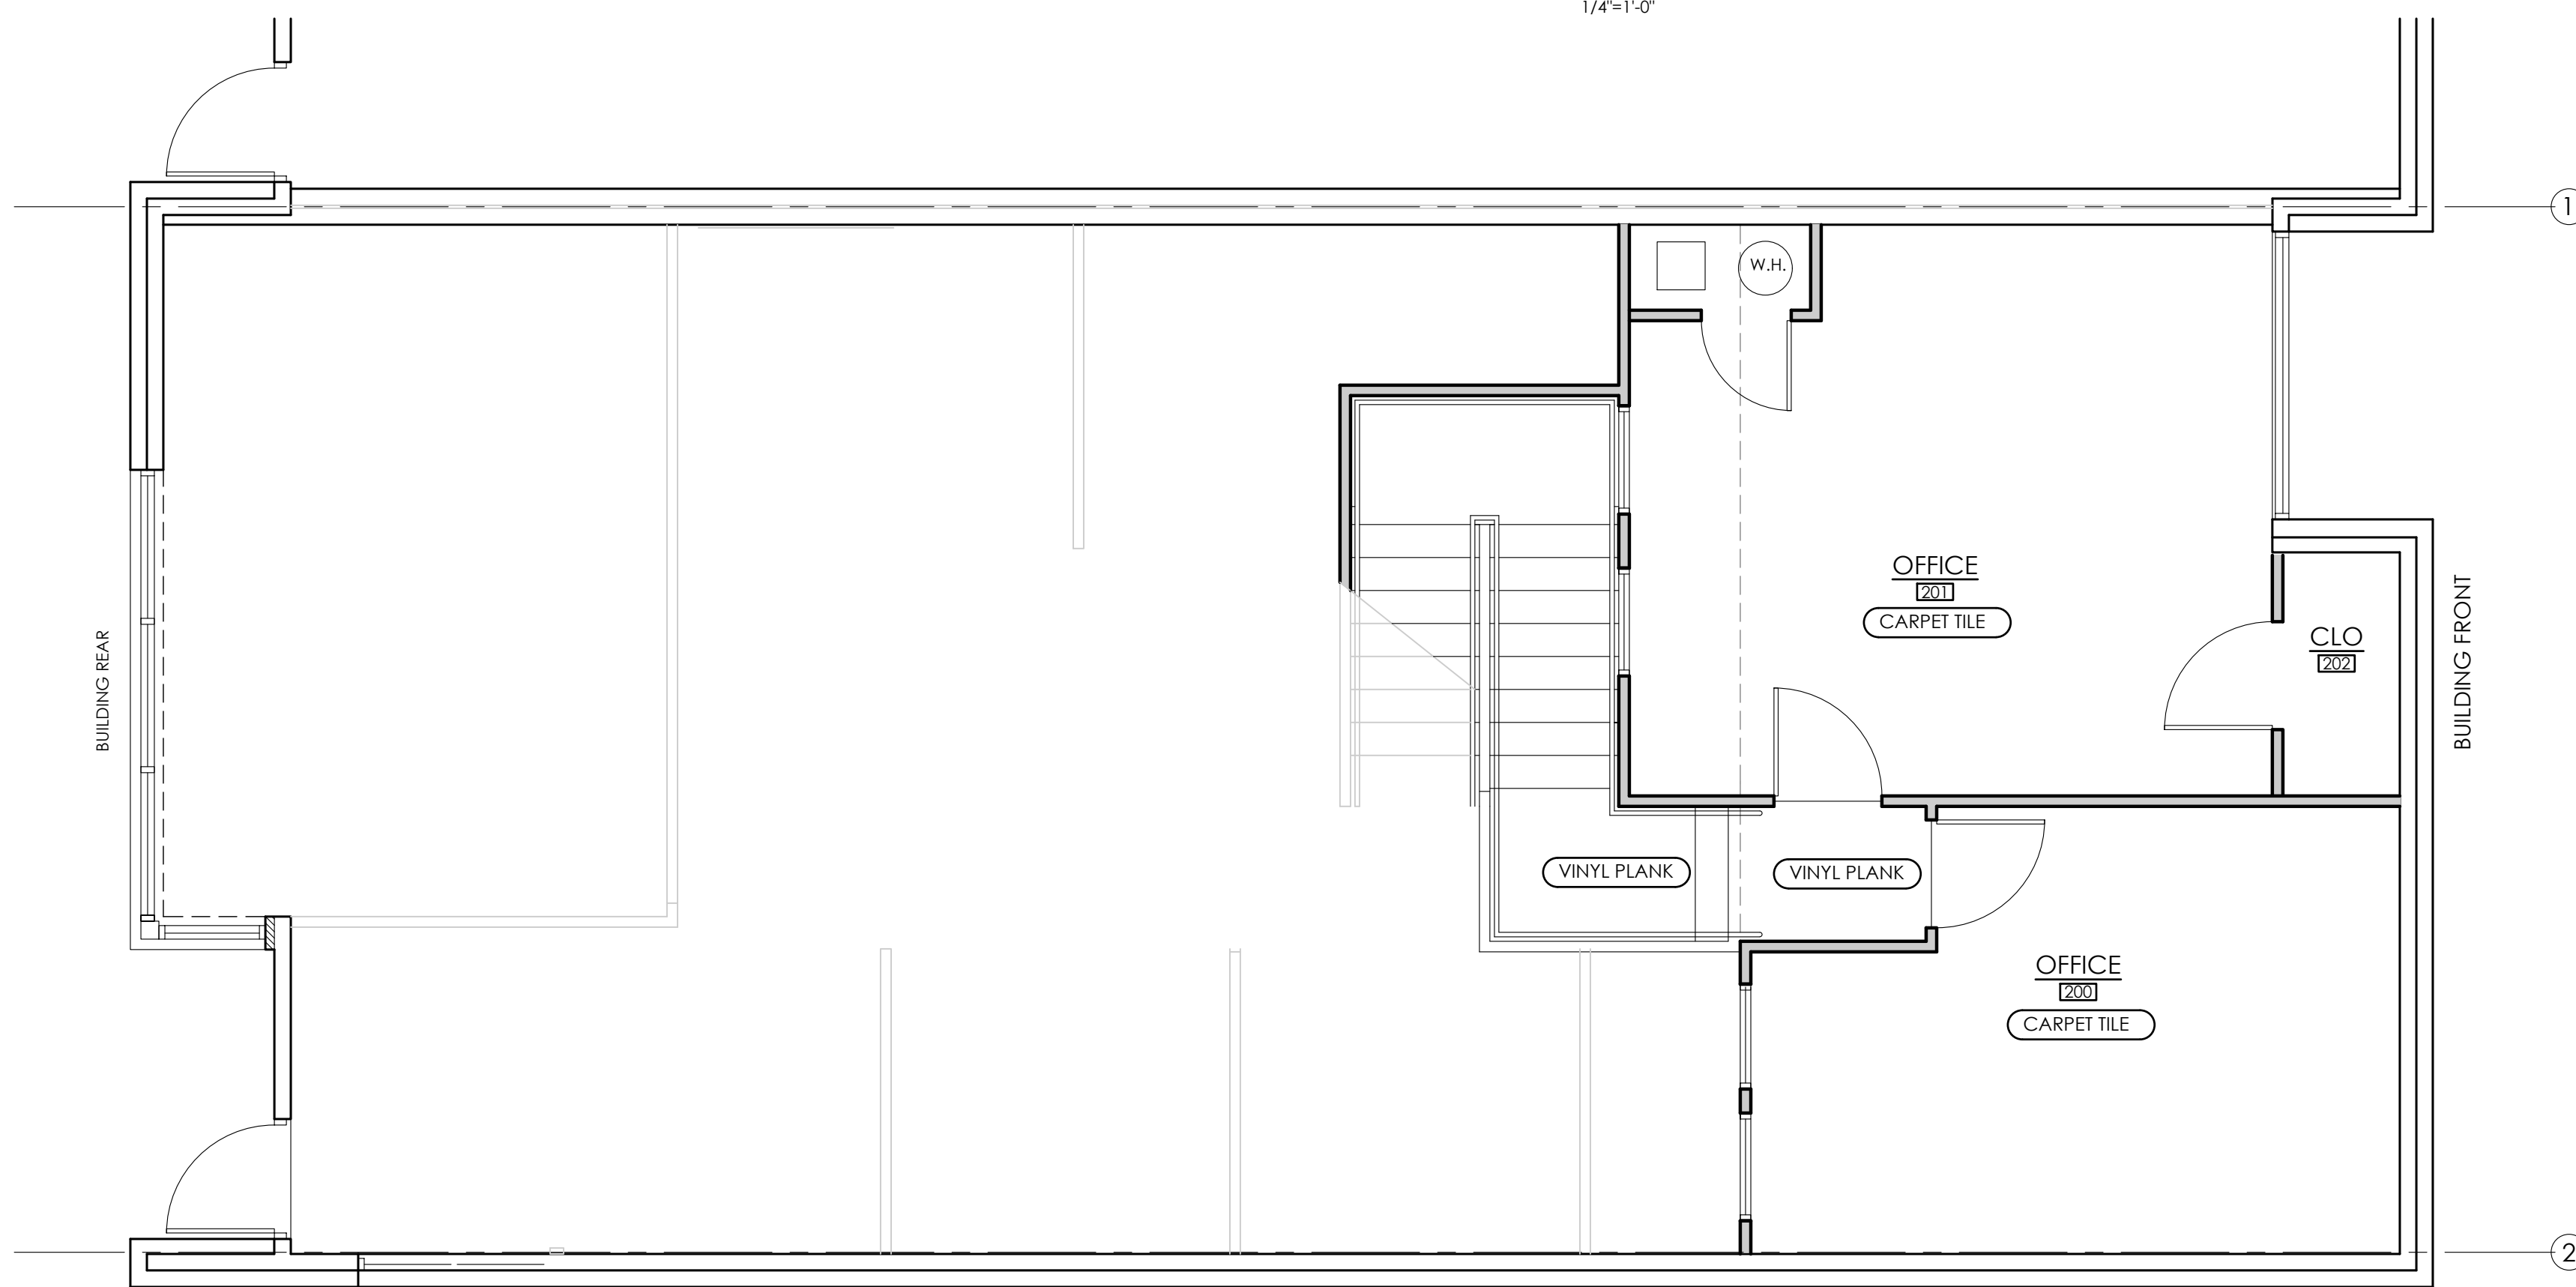 1/4"=1'-0"
1
W.H.
OFFICE
201
CARPET TILE
CLO
202
BUILDING REAR
BUILDING FRONT
VINYL PLANK
VINYL PLANK
OFFICE
200
CARPET TILE
2